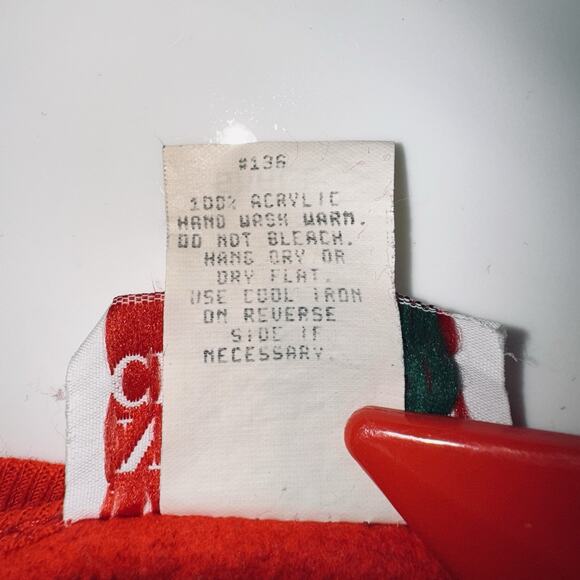 #136
100% ACRYLIC
HAND WASH WARM.
DO NOT BLEACH.
HANG DRY OR
DRY FLAT.
USE COOL IRON
ON REVERSE
SIDE IF
NECESSARY.